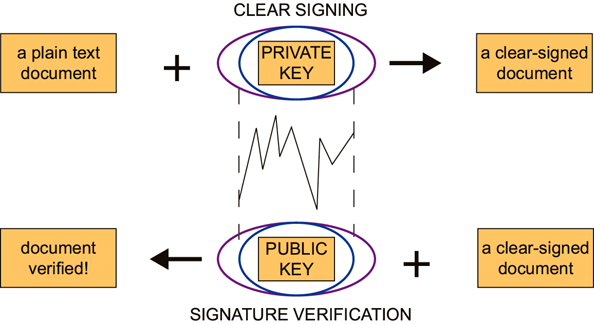 CLEAR SIGNING
a plain text
document
+
PRIVATE
KEY
a clear-signed
document
document
verified!
PUBLIC
KEY
+
a clear-signed
document
SIGNATURE VERIFICATION